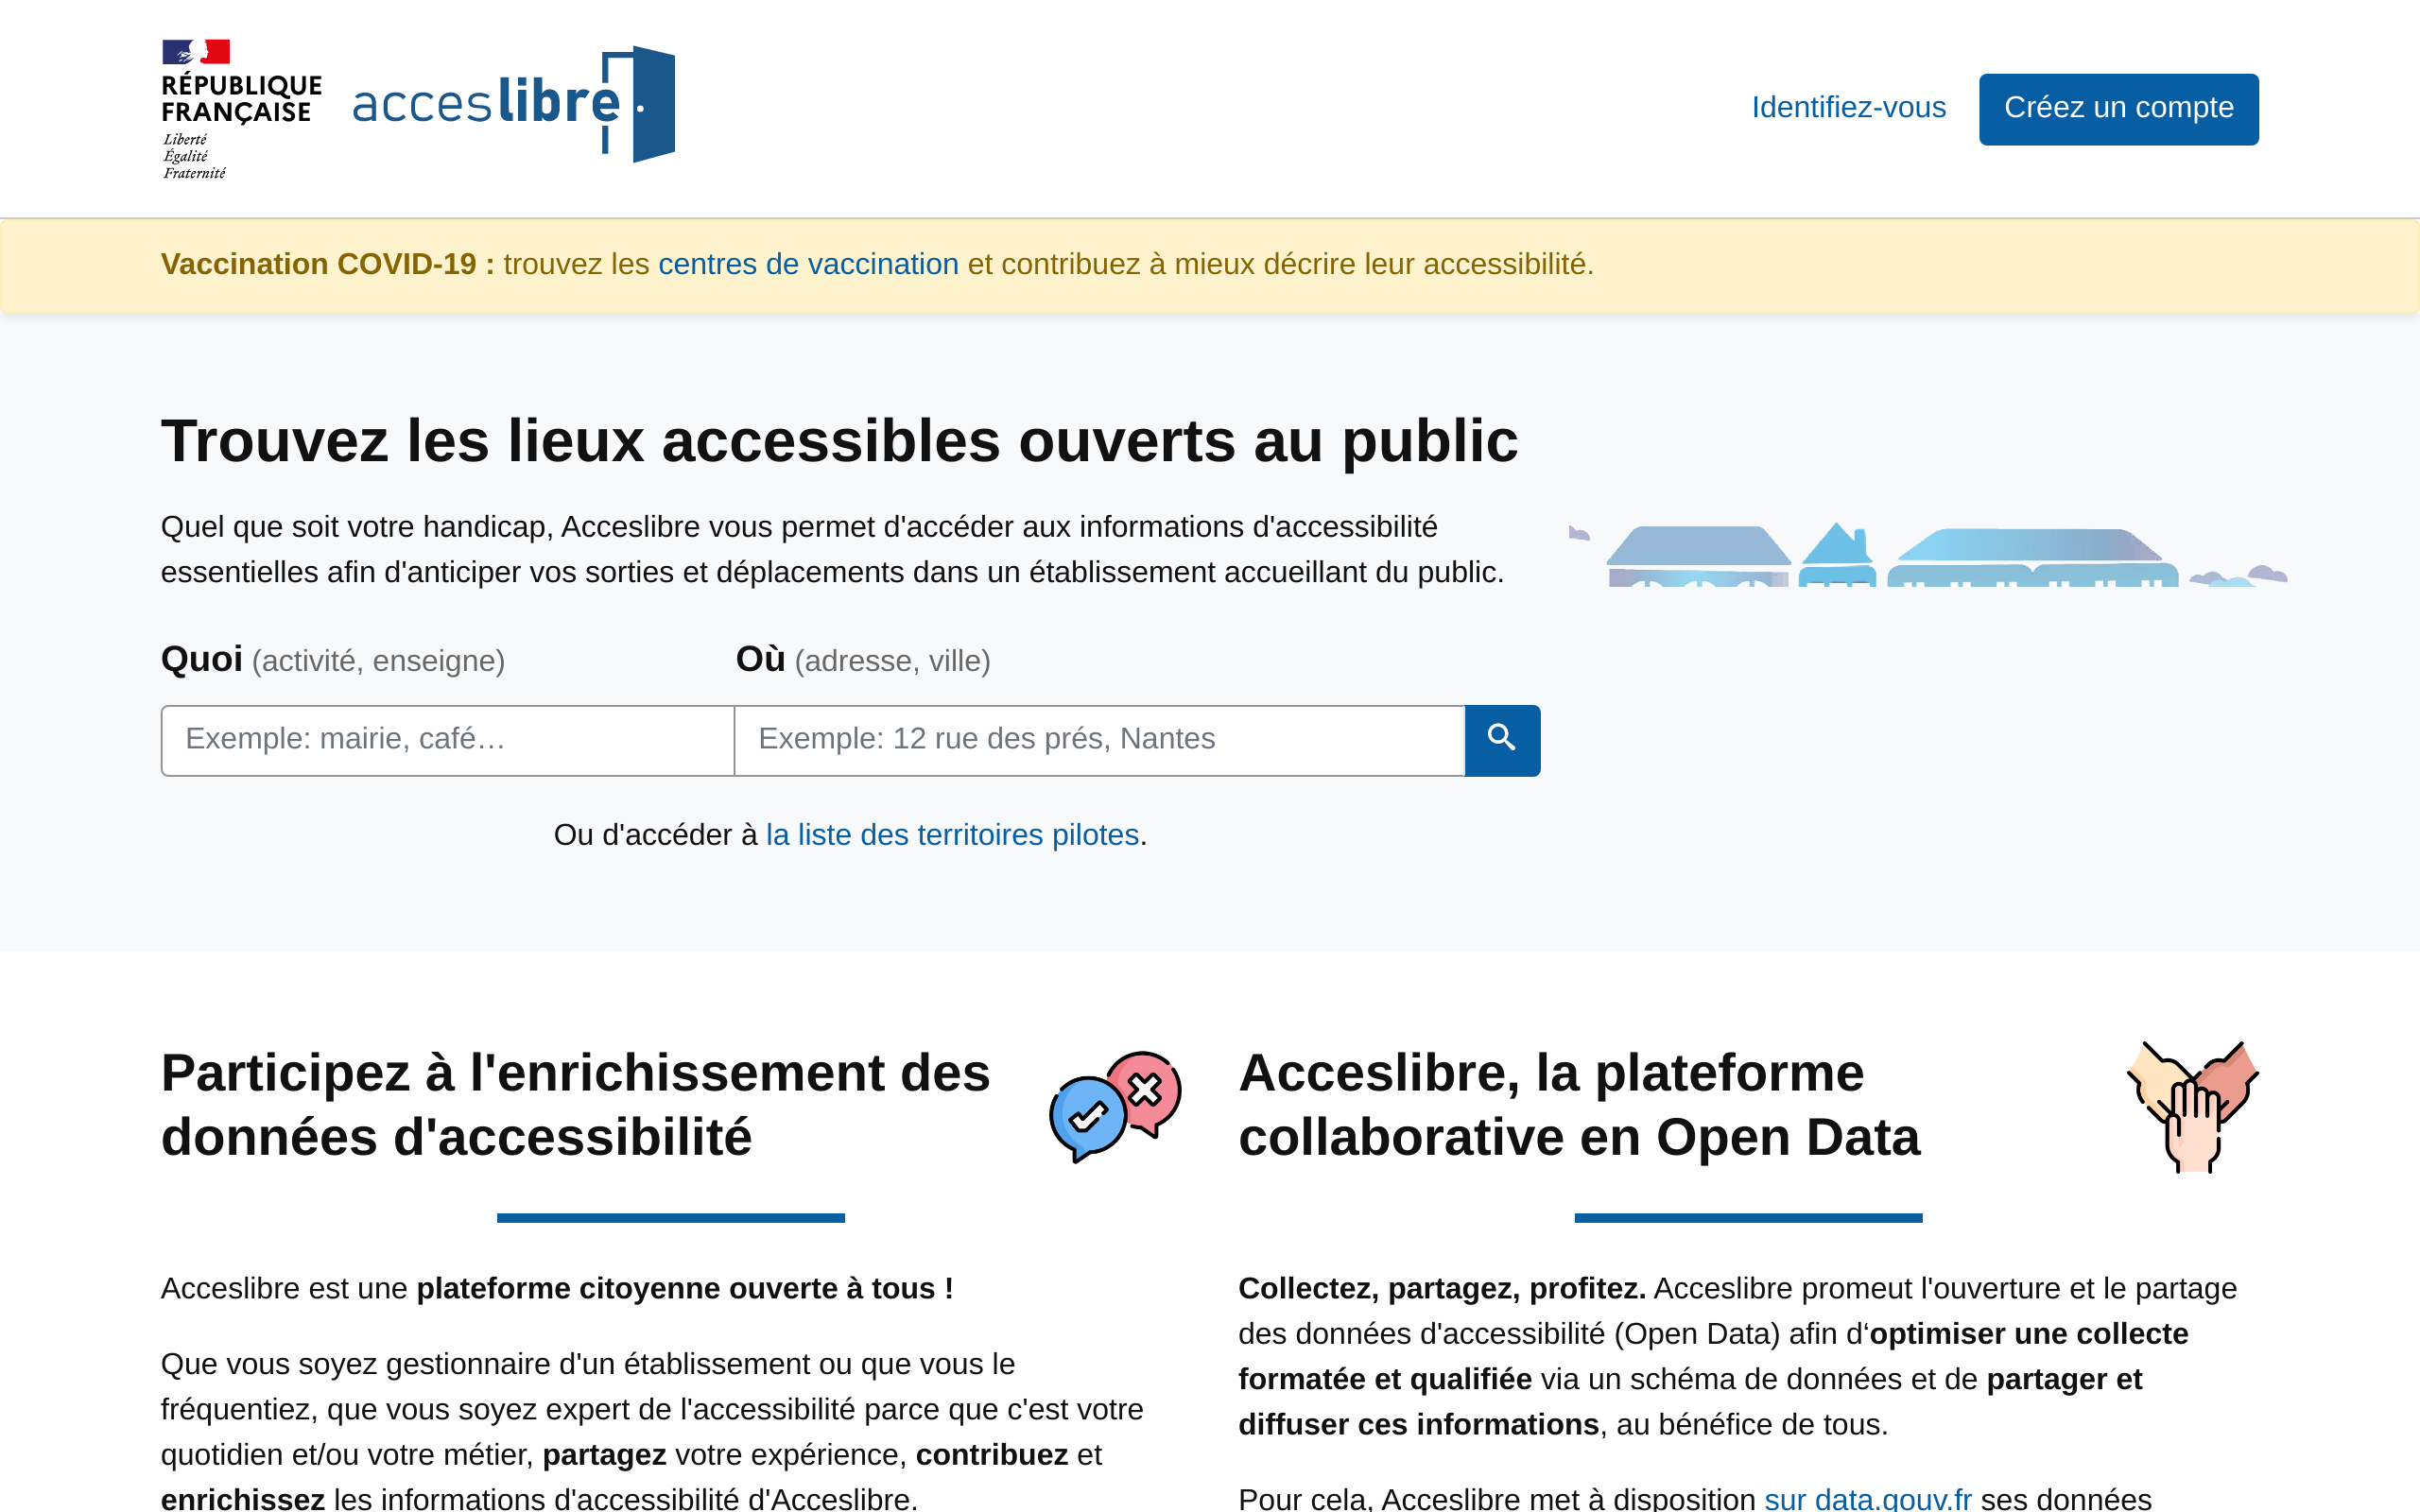 RÉPUBLIQUE
FRANÇAISE
Liberté
Égalité
Fraternité
acceslibre
Identifiez-vous
Créez un compte
Vaccination COVID-19 : trouvez les centres de vaccination et contribuez à mieux décrire leur accessibilité.
Trouvez les lieux accessibles ouverts au public
Quel que soit votre handicap, Acceslibre vous permet d'accéder aux informations d'accessibilité
essentielles afin d'anticiper vos sorties et déplacements dans un établissement accueillant du public.
Quoi (activité, enseigne)
Où (adresse, ville)
Exemple: mairie, café…
Exemple: 12 rue des prés, Nantes
Ou d'accéder à la liste des territoires pilotes.
Participez à l'enrichissement des
données d'accessibilité
Acceslibre est une plateforme citoyenne ouverte à tous !
Que vous soyez gestionnaire d'un établissement ou que vous le
fréquentiez, que vous soyez expert de l'accessibilité parce que c'est votre
quotidien et/ou votre métier, partagez votre expérience, contribuez et
enrichissez les informations d'accessibilité d'Acceslibre.
Acceslibre, la plateforme
collaborative en Open Data
Collectez, partagez, profitez. Acceslibre promeut l'ouverture et le partage
des données d'accessibilité (Open Data) afin d‘optimiser une collecte
formatée et qualifiée via un schéma de données et de partager et
diffuser ces informations, au bénéfice de tous.
Pour cela, Acceslibre met à disposition sur data.gouv.fr ses données